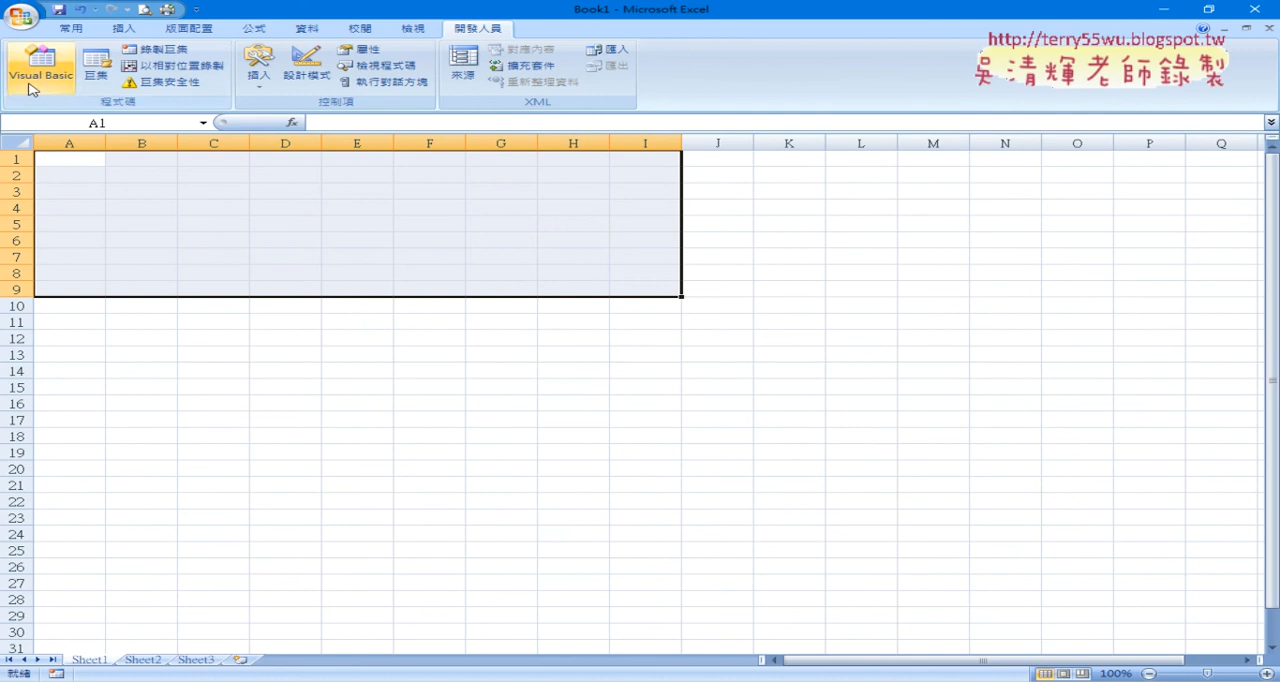 Book1 - Microsoft Excel
常用 插入 版面配置 公式 資料 校閱 檢視 開發人員
http://terry55wu.blogspot.tw
吳清輝老師錄製
Visual Basic 巨集 錄製巨集 以相對位置錄製 巨集安全性 程式碼
插入 設計模式 屬性 檢視程式碼 執行對話方塊 控制項
來源 對應內容 擴充套件 重新整理資料 匯入 匯出 XML
A1 fx
A B C D E F G H I J K L M N O P Q
1
2
3
4
5
6
7
8
9
10
11
12
13
14
15
16
17
18
19
20
21
22
23
24
25
26
27
28
29
30
31
Sheet1 Sheet2 Sheet3
就緒 100%